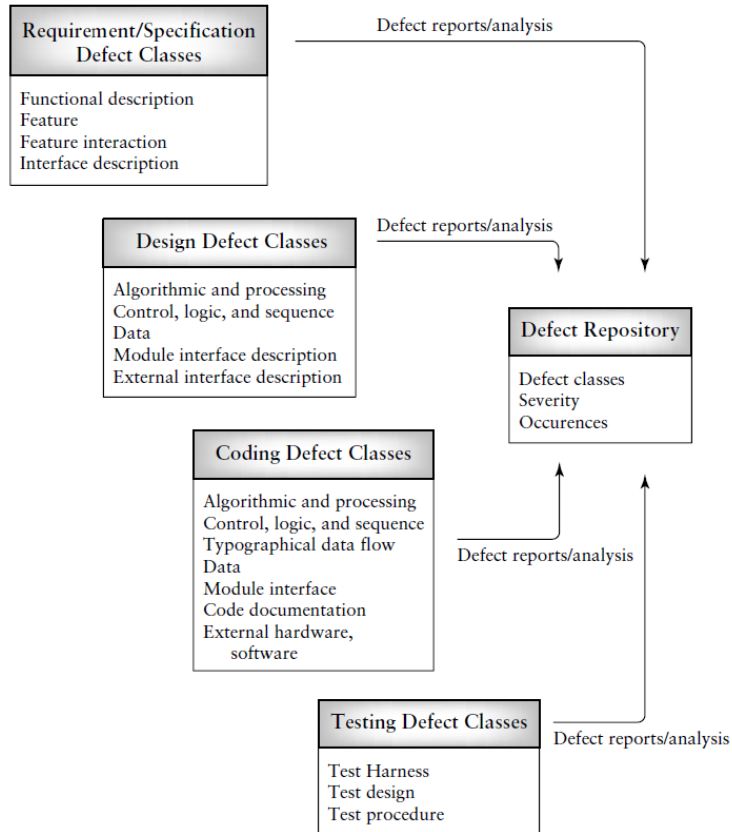 Requirement/Specification
Defect Classes
Functional description
Feature
Feature interaction
Interface description
Defect reports/analysis
Design Defect Classes
Algorithmic and processing
Control, logic, and sequence
Data
Module interface description
External interface description
Defect reports/analysis
Defect Repository
Defect classes
Severity
Occurences
Coding Defect Classes
Algorithmic and processing
Control, logic, and sequence
Typographical data flow
Data
Module interface
Code documentation
External hardware,
software
Defect reports/analysis
Testing Defect Classes
Test Harness
Test design
Test procedure
Defect reports/analysis